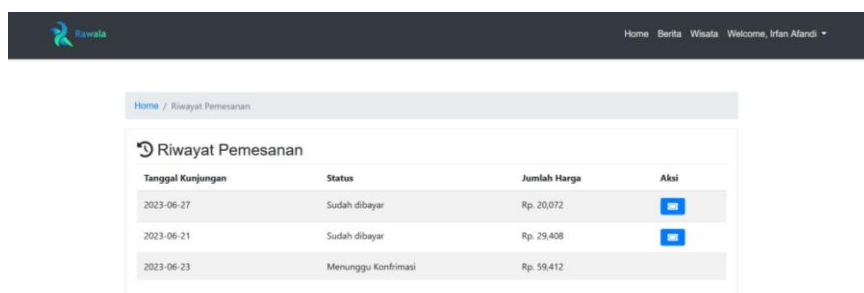 Rawala
Home Berita Wisata Welcome, Irfan Afandi
Home / Riwayat Pemesanan
Riwayat Pemesanan
Tanggal Kunjungan Status Jumlah Harga Aksi
2023-06-27 Sudah dibayar Rp. 20,072
2023-06-21 Sudah dibayar Rp. 29,408
2023-06-23 Menunggu Konfrimasi Rp. 59,412